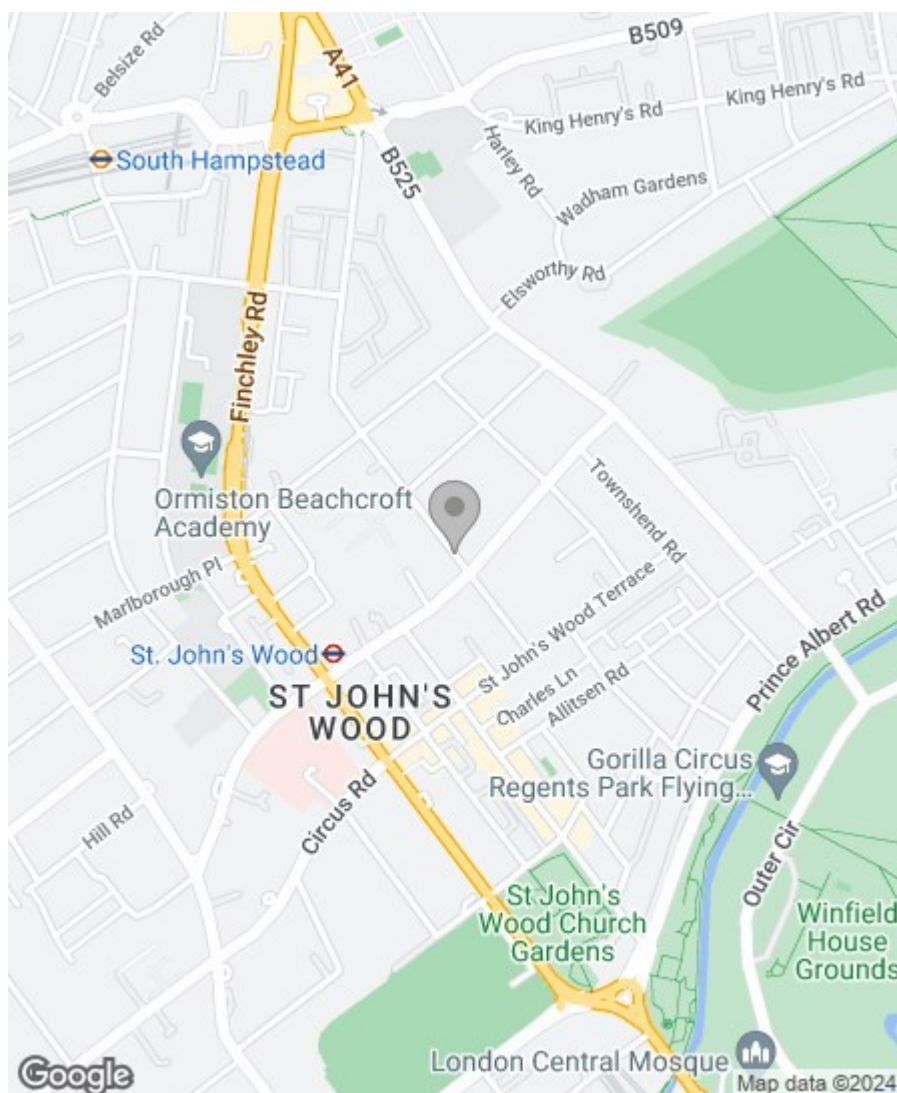 Belsize Rd
A41
B509
King Henry's Rd
King Henry's Rd
South Hampstead
B525
Harley Rd
Wadham Gardens
Elsworthy Rd
Finchley Rd
Ormiston Beachcroft
Academy
Townshend Rd
Marlborough Pl
St John's Wood Terrace
St. John's Wood
Prince Albert Rd
ST JOHN'S
WOOD
Charles Ln
Allitsen Rd
Gorilla Circus
Regents Park Flying...
Hill Rd
Circus Rd
Outer Cir
St John's
Wood Church
Gardens
Winfield
House
Grounds
London Central Mosque
Google
Map data ©2024